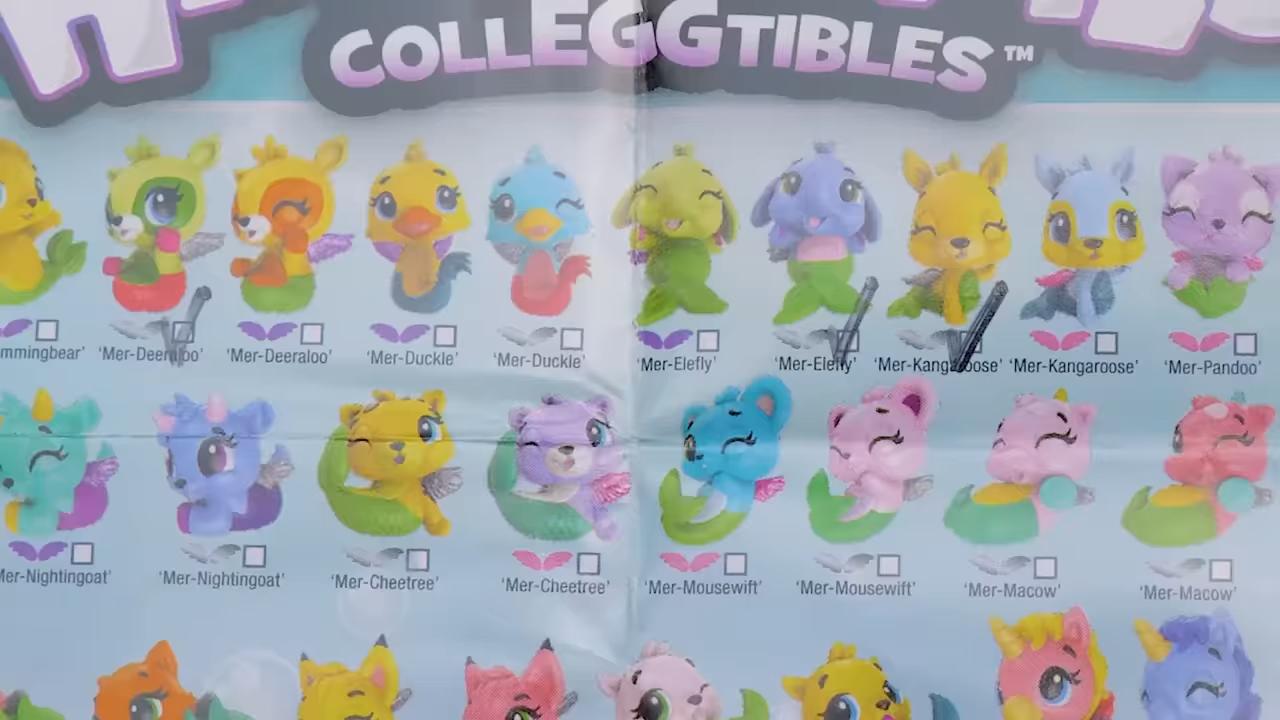 COLLEGGTIBLES™
mmingbear' 'Mer-Deeraloo' 'Mer-Deeraloo' 'Mer-Duckle' 'Mer-Duckle' 'Mer-Elefly' 'Mer-Elefly' 'Mer-Kangaroose' 'Mer-Kangaroose' 'Mer-Pandoo'
Mer-Nightingoat' 'Mer-Nightingoat' 'Mer-Cheetree' 'Mer-Cheetree' 'Mer-Mousewift' 'Mer-Mousewift' 'Mer-Macow' 'Mer-Macow'